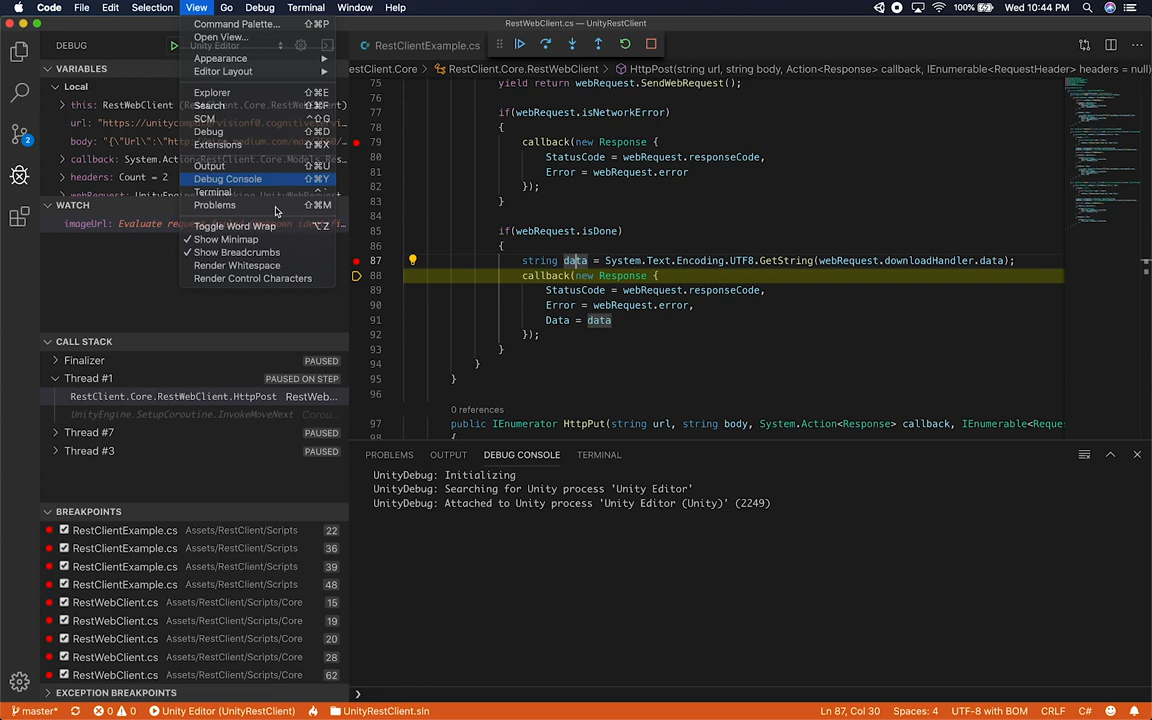 Code File Edit Selection View Go Debug Terminal Window Help 100% Wed 10:44 PM
RestWebClient.cs — UnityRestClient
DEBUG Unity Editor
RestClientExample.cs
VARIABLES
Local
this: RestWebClient
url:
body:
callback:
headers: Count = 2
WATCH
imageUrl: Evaluate
Command Palette... ⇧⌘P
Open View...
Appearance
Editor Layout
Explorer ⇧⌘E
Search ⇧⌘F
SCM ^⇧G
Debug ⇧⌘D
Extensions ⇧⌘X
Output ⇧⌘U
Debug Console ⇧⌘Y
Terminal ^`
Problems ⇧⌘M
Toggle Word Wrap ⌥Z
✓ Show Minimap
✓ Show Breadcrumbs
Render Whitespace
Render Control Characters
estClient.Core > RestClient.Core.RestWebClient > HttpPost(string url, string body, Action<Response> callback, IEnumerable<RequestHeader> headers = null)
75 yield return webRequest.SendWebRequest();
76
77 if(webRequest.isNetworkError)
78 {
79 callback(new Response {
80 StatusCode = webRequest.responseCode,
81 Error = webRequest.error
82 });
83 }
84
85 if(webRequest.isDone)
86 {
87 string data = System.Text.Encoding.UTF8.GetString(webRequest.downloadHandler.data);
88 callback(new Response {
89 StatusCode = webRequest.responseCode,
90 Error = webRequest.error,
91 Data = data
92 });
93 }
94 }
95 }
96
0 references
97 public IEnumerator HttpPut(string url, string body, System.Action<Response> callback, IEnumerable<Reques
98 {
CALL STACK
Finalizer PAUSED
Thread #1 PAUSED ON STEP
RestClient.Core.RestWebClient.HttpPost RestWeb...
UnityEngine.SetupCoroutine.InvokeMoveNext Corou...
Thread #7 PAUSED
Thread #3 PAUSED
BREAKPOINTS
RestClientExample.cs Assets/RestClient/Scripts 22
RestClientExample.cs Assets/RestClient/Scripts 36
RestClientExample.cs Assets/RestClient/Scripts 39
RestClientExample.cs Assets/RestClient/Scripts 48
RestWebClient.cs Assets/RestClient/Scripts/Core 15
RestWebClient.cs Assets/RestClient/Scripts/Core 19
RestWebClient.cs Assets/RestClient/Scripts/Core 20
RestWebClient.cs Assets/RestClient/Scripts/Core 28
RestWebClient.cs Assets/RestClient/Scripts/Core 62
EXCEPTION BREAKPOINTS
PROBLEMS OUTPUT DEBUG CONSOLE TERMINAL
UnityDebug: Initializing
UnityDebug: Searching for Unity process 'Unity Editor'
UnityDebug: Attached to Unity process 'Unity Editor (Unity)' (2249)
2
master* 0 0 Unity Editor (UnityRestClient) UnityRestClient.sln Ln 87, Col 30 Spaces: 4 UTF-8 with BOM CRLF C#